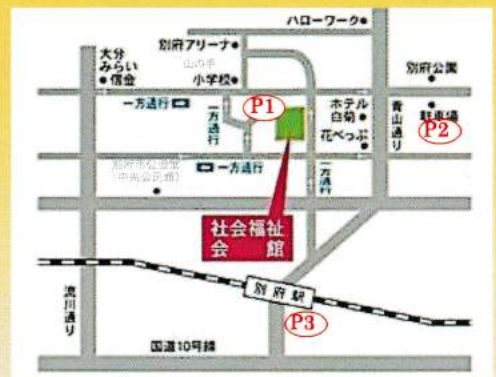 ハローワーク
別府アリーナ
山の手
小学校
大分
みらい
信金
別府公園
一方通行
P1
ホテル
白菊
花べっぷ
青山通り
駐車場
P2
一方通行
一方通行
別府市公会堂
(中央公民館)
一方通行
社会福祉
会館
別府駅
P3
流川通り
国道10号線